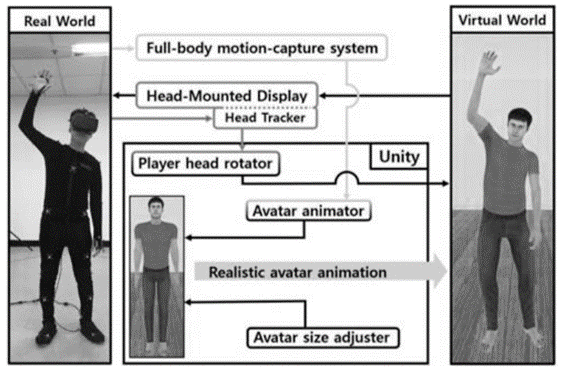 Real World
Virtual World
Full-body motion-capture system
Head-Mounted Display
Head Tracker
Unity
Player head rotator
Avatar animator
Realistic avatar animation
Avatar size adjuster